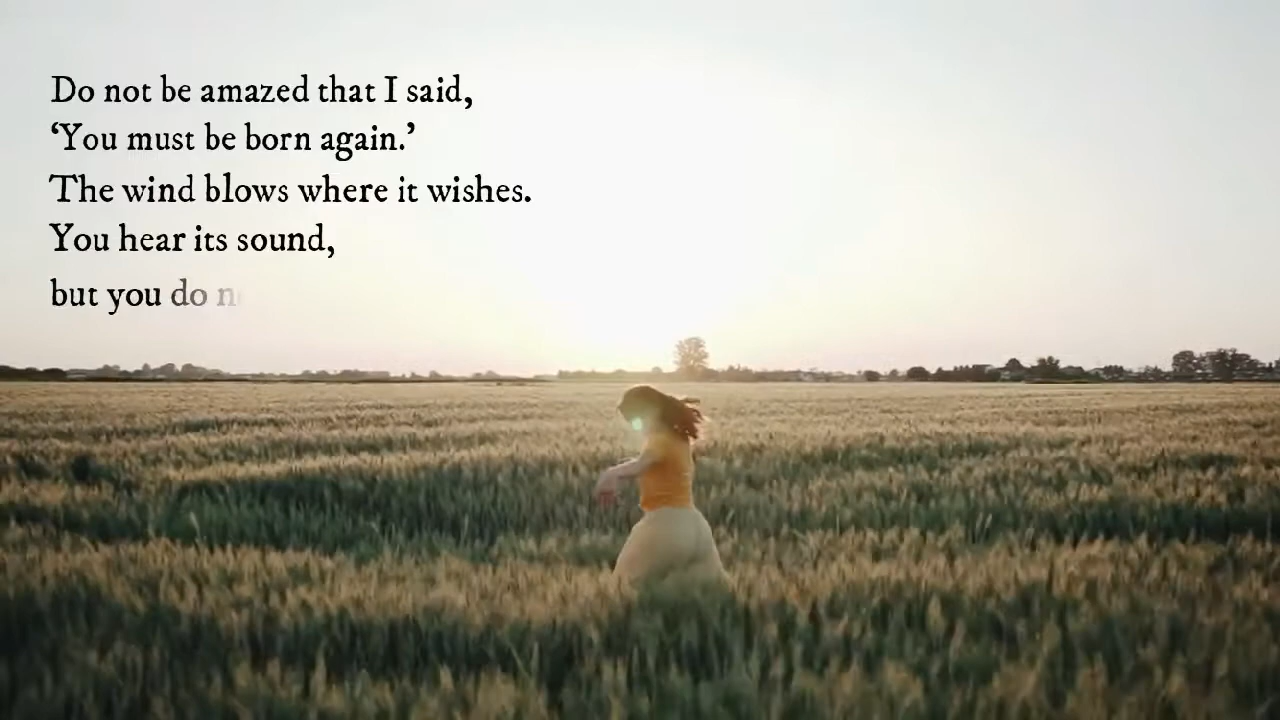 Do not be amazed that I said,
‘You must be born again.’
The wind blows where it wishes.
You hear its sound,
but you do